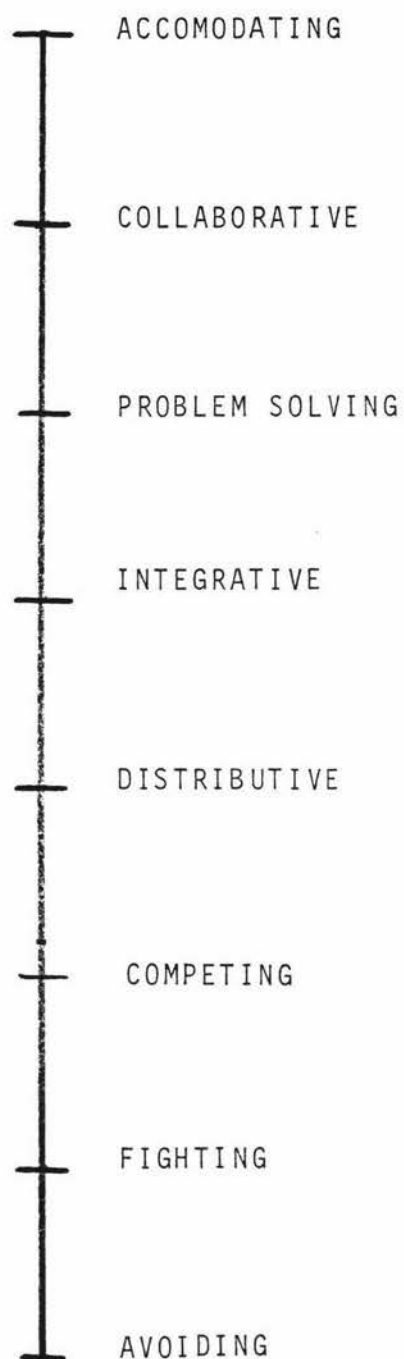 ACCOMODATING
COLLABORATIVE
PROBLEM SOLVING
INTEGRATIVE
DISTRIBUTIVE
COMPETING
FIGHTING
AVOIDING